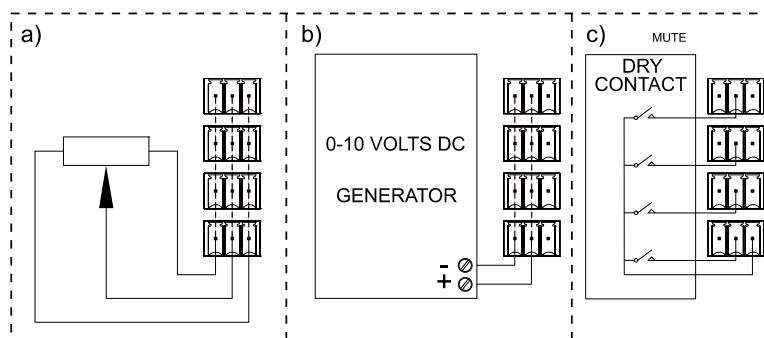 a)
b)
0-10 VOLTS DC
GENERATOR
-
+
c)
MUTE
DRY
CONTACT